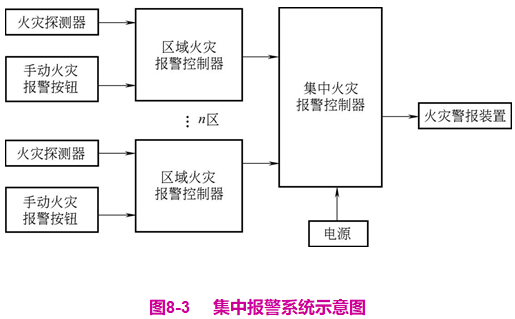 火灾探测器
手动火灾
报警按钮
区域火灾
报警控制器
⋮ n区
火灾探测器
手动火灾
报警按钮
区域火灾
报警控制器
集中火灾
报警控制器
火灾警报装置
电源
图8-3 集中报警系统示意图